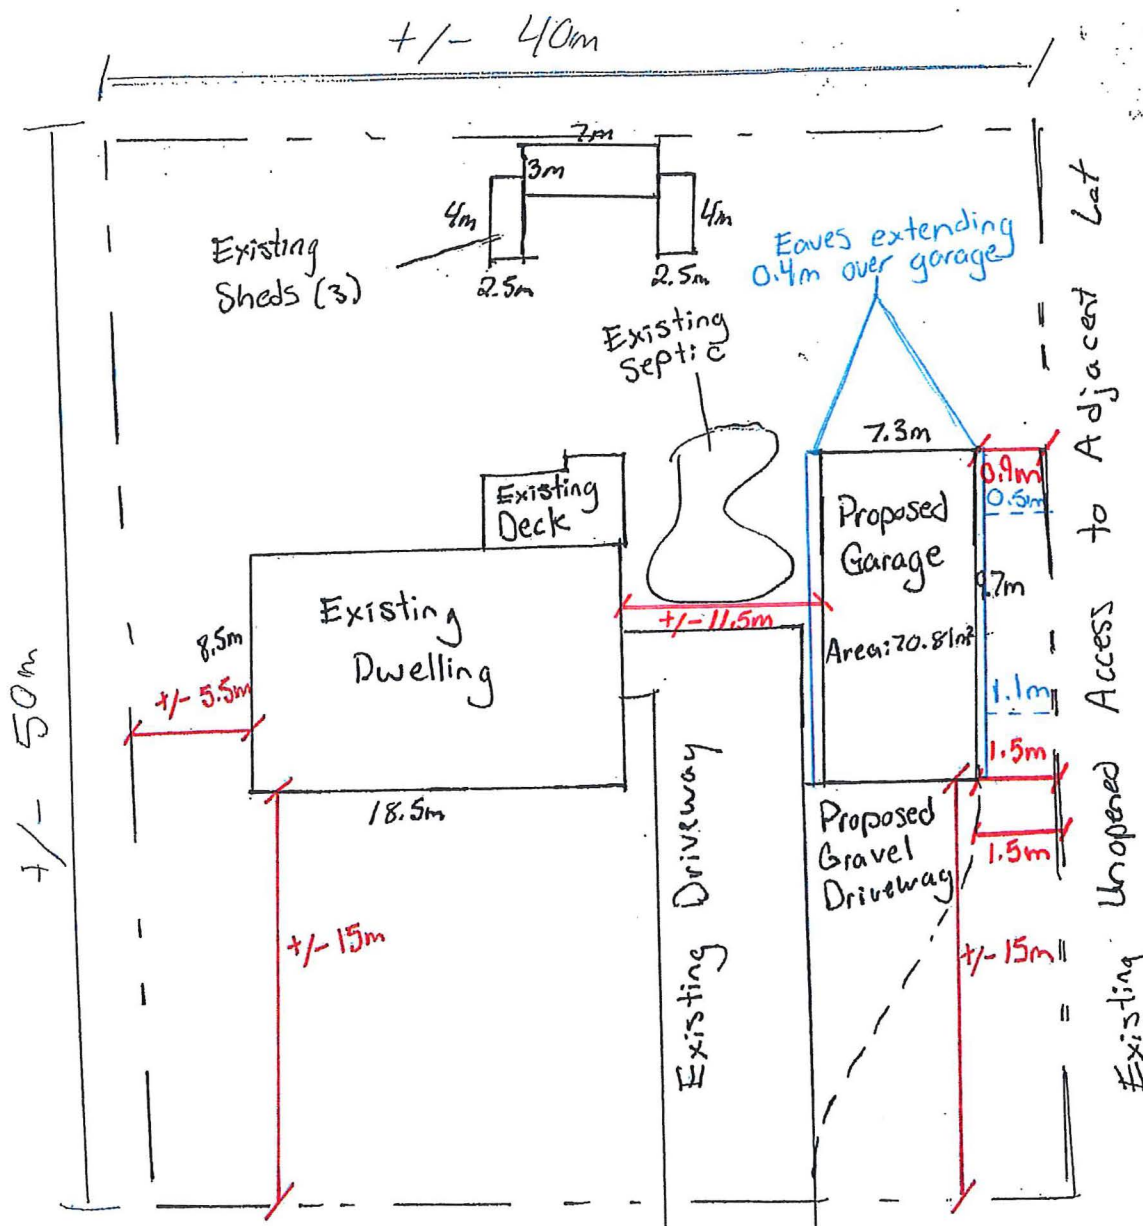 +/- 40m
7m
3m
4m
4m
2.5m
2.5m
Existing
Sheds (3)
Eaves extending
0.4m over garage
Existing
Septic
7.3m
0.9m
0.5m
Existing
Deck
Proposed
Garage
9.7m
Existing
Dwelling
8.5m
+/- 11.5m
Area: 70.81m²
+/- 5.5m
1.1m
1.5m
18.5m
+/- 50m
Proposed
Gravel
Driveway
1.5m
+/- 15m
+/- 15m
Existing Driveway
Existing Unopened Access to Adjacent Lot